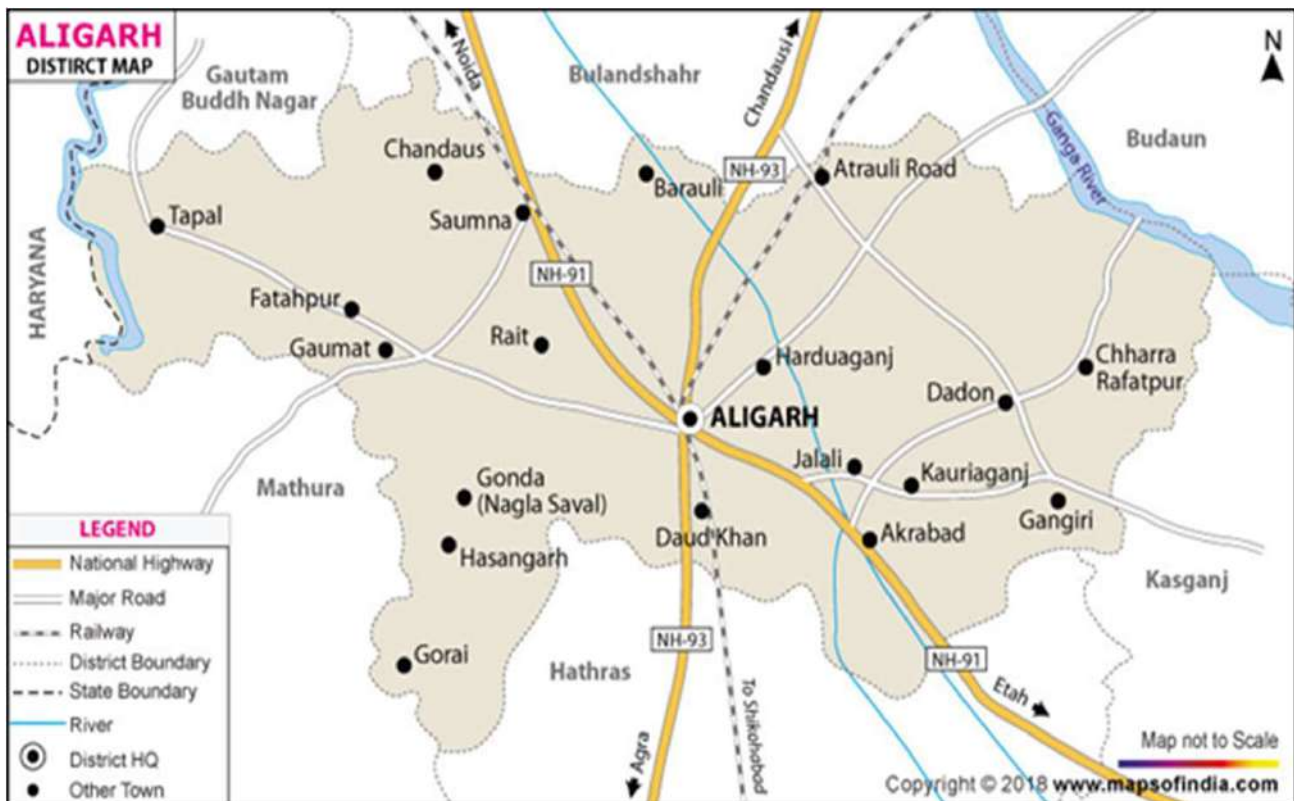 ALIGARH
DISTIRCT MAP
N
Noida
Chandausi
Gautam
Buddh Nagar
Bulandshahr
Budaun
Ganga River
Chandaus
Barauli
NH-93
Atrauli Road
Tapal
Saumna
HARYANA
NH-91
Fatahpur
Gaumat
Rait
Harduaganj
Chharra
Rafatpur
Dadon
ALIGARH
Jalali
Kauriaganj
Gangiri
Mathura
Gonda
(Nagla Saval)
Daud Khan
Akrabad
Hasangarh
Kasganj
Gorai
Hathras
NH-93
NH-91
Etah
To Shikohabad
Agra
LEGEND
National Highway
Major Road
Railway
District Boundary
State Boundary
River
District HQ
Other Town
Map not to Scale
Copyright © 2018 www.mapsofindia.com